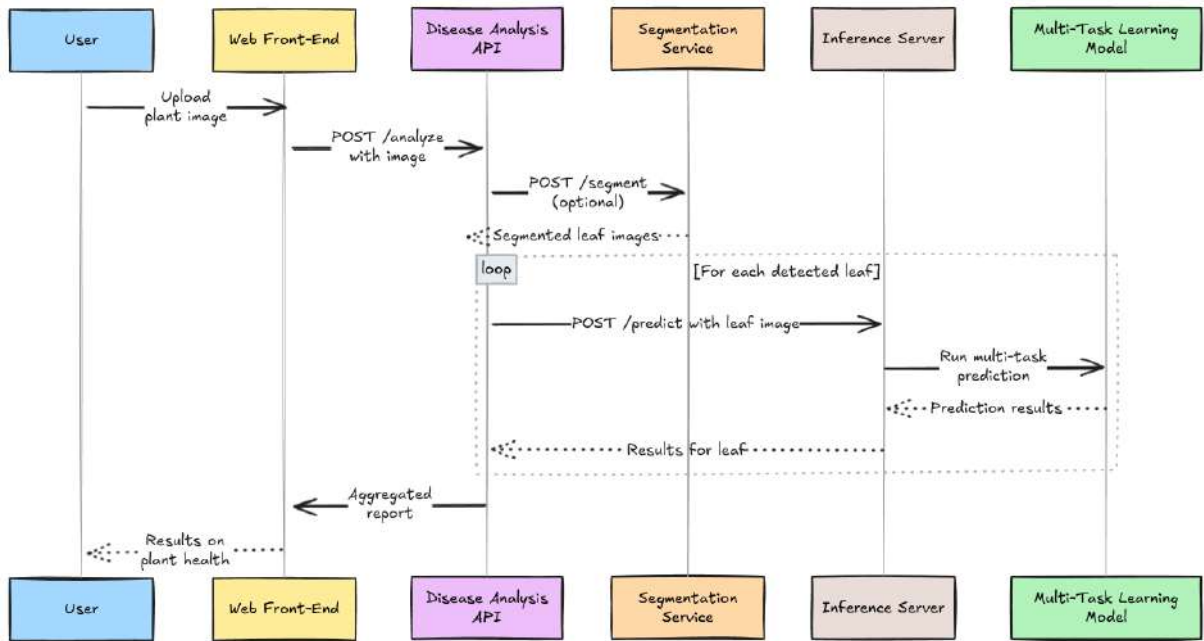 User
Web Front-End
Disease Analysis
API
Segmentation
Service
Inference Server
Multi-Task Learning
Model
Upload
plant image
POST /analyze
with image
POST /segment
(optional)
Segmented leaf images
loop
[For each detected leaf]
POST /predict with leaf image
Run multi-task
prediction
Prediction results
Results for leaf
Aggregated
report
Results on
plant health
User
Web Front-End
Disease Analysis
API
Segmentation
Service
Inference Server
Multi-Task Learning
Model